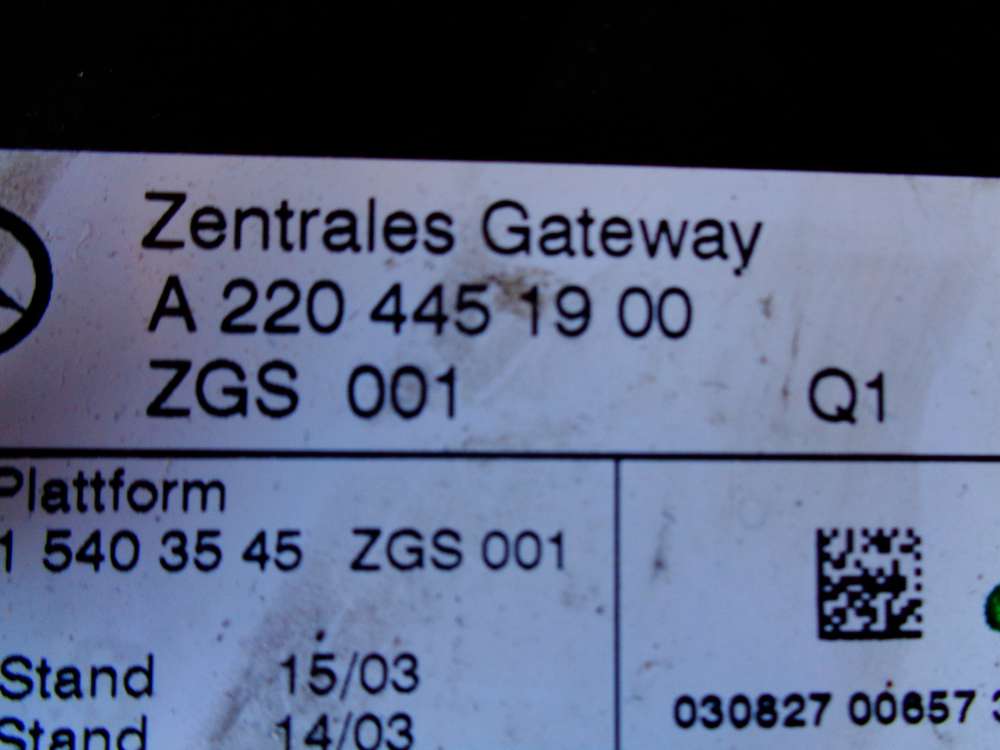 Zentrales Gateway
A 220 445 19 00
ZGS 001 Q1
Plattform
1 540 35 45 ZGS 001
Stand 15/03
Stand 14/03
030827 00657